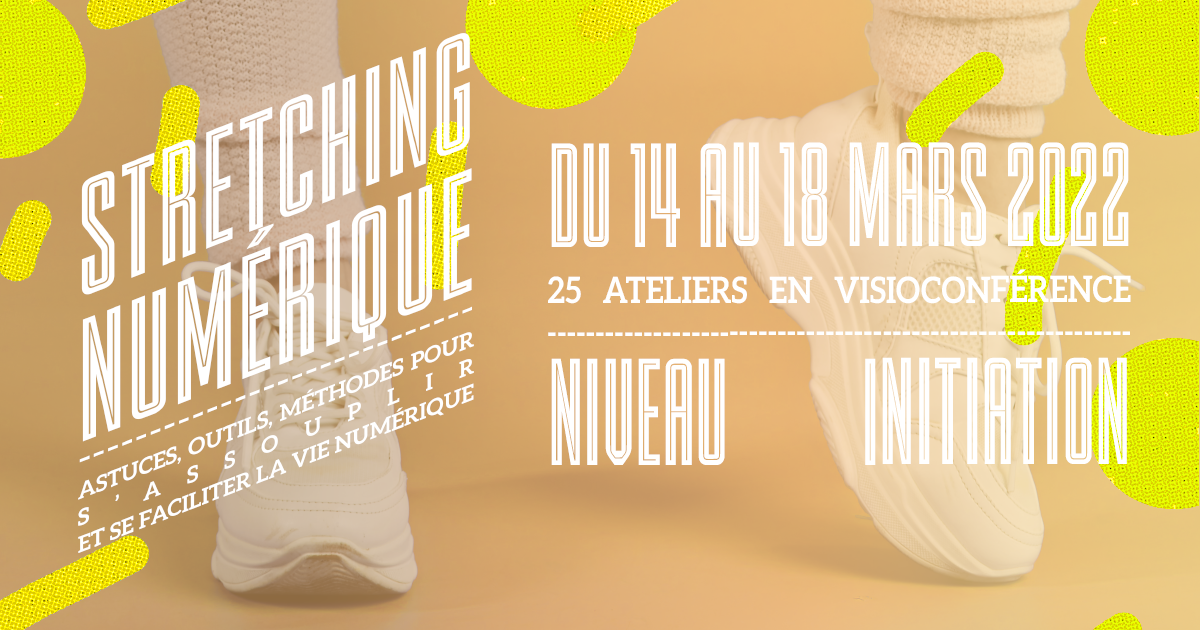 STRETCHING
NUMÉRIQUE
ASTUCES, OUTILS, MÉTHODES POUR
S'ASSOUPLIR
ET SE FACILITER LA VIE NUMÉRIQUE
DU 14 AU 18 MARS 2022
25 ATELIERS EN VISIOCONFÉRENCE
NIVEAU INITIATION